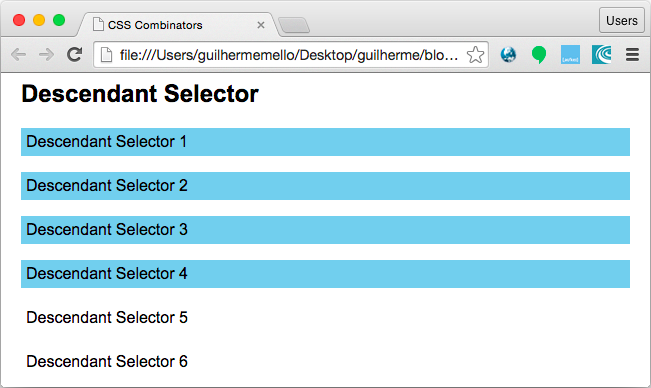 CSS Combinators
Users
file:///Users/guilhermemello/Desktop/guilherme/blo...
Descendant Selector
Descendant Selector 1
Descendant Selector 2
Descendant Selector 3
Descendant Selector 4
Descendant Selector 5
Descendant Selector 6